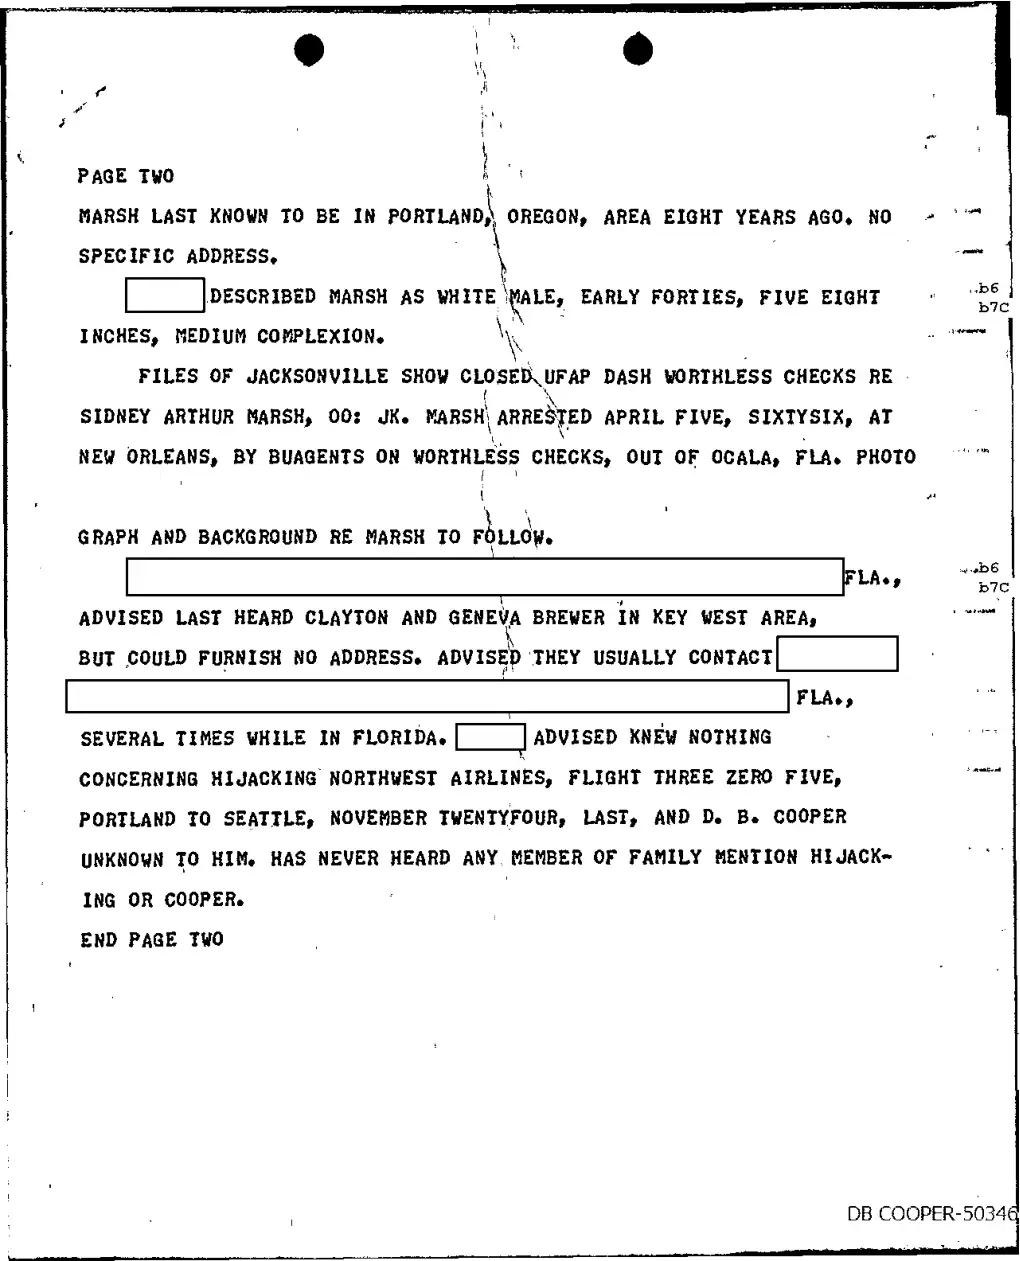 PAGE TWO
MARSH LAST KNOWN TO BE IN PORTLAND, OREGON, AREA EIGHT YEARS AGO. NO
SPECIFIC ADDRESS.
DESCRIBED MARSH AS WHITE MALE, EARLY FORTIES, FIVE EIGHT
b6
b7C
INCHES, MEDIUM COMPLEXION.
FILES OF JACKSONVILLE SHOW CLOSED UFAP DASH WORTHLESS CHECKS RE
SIDNEY ARTHUR MARSH, OO: JK. MARSH ARRESTED APRIL FIVE, SIXTYSIX, AT
NEW ORLEANS, BY BUAGENTS ON WORTHLESS CHECKS, OUT OF OCALA, FLA. PHOTO
GRAPH AND BACKGROUND RE MARSH TO FOLLOW.
FLA.,
b6
b7C
ADVISED LAST HEARD CLAYTON AND GENEVA BREWER IN KEY WEST AREA,
BUT COULD FURNISH NO ADDRESS. ADVISED THEY USUALLY CONTACT
FLA.,
SEVERAL TIMES WHILE IN FLORIDA. ADVISED KNEW NOTHING
CONCERNING HIJACKING NORTHWEST AIRLINES, FLIGHT THREE ZERO FIVE,
PORTLAND TO SEATTLE, NOVEMBER TWENTYFOUR, LAST, AND D. B. COOPER
UNKNOWN TO HIM. HAS NEVER HEARD ANY MEMBER OF FAMILY MENTION HIJACK-
ING OR COOPER.
END PAGE TWO
DB COOPER-50346